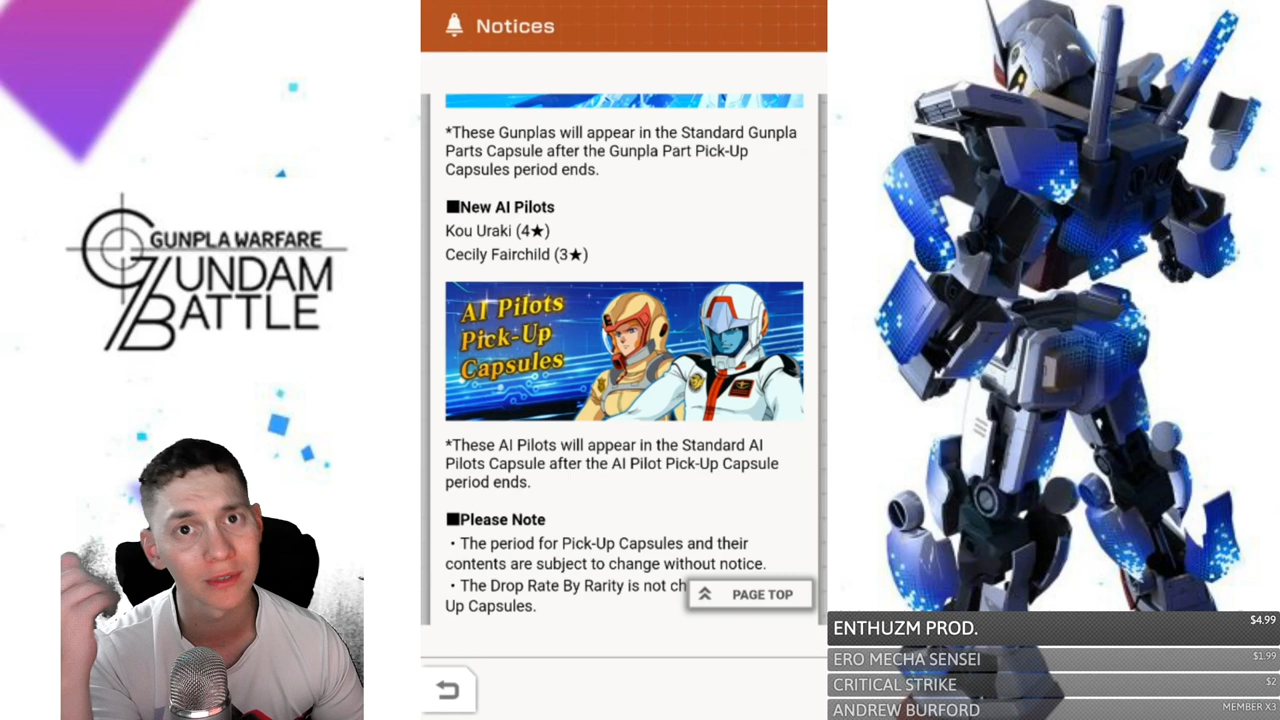 GUNPLA WARFARE
GUNDAM
BATTLE
Notices
*These Gunplas will appear in the Standard Gunpla
Parts Capsule after the Gunpla Part Pick-Up
Capsules period ends.
■New AI Pilots
Kou Uraki (4★)
Cecily Fairchild (3★)
AI Pilots
Pick-Up
Capsules
*These AI Pilots will appear in the Standard AI
Pilots Capsule after the AI Pilot Pick-Up Capsule
period ends.
■Please Note
・The period for Pick-Up Capsules and their
contents are subject to change without notice.
・The Drop Rate By Rarity is not
Up Capsules.
PAGE TOP
ENTHUZM PROD. $4.99
ERO MECHA SENSEI $1.99
CRITICAL STRIKE $2
ANDREW BURFORD MEMBER X3